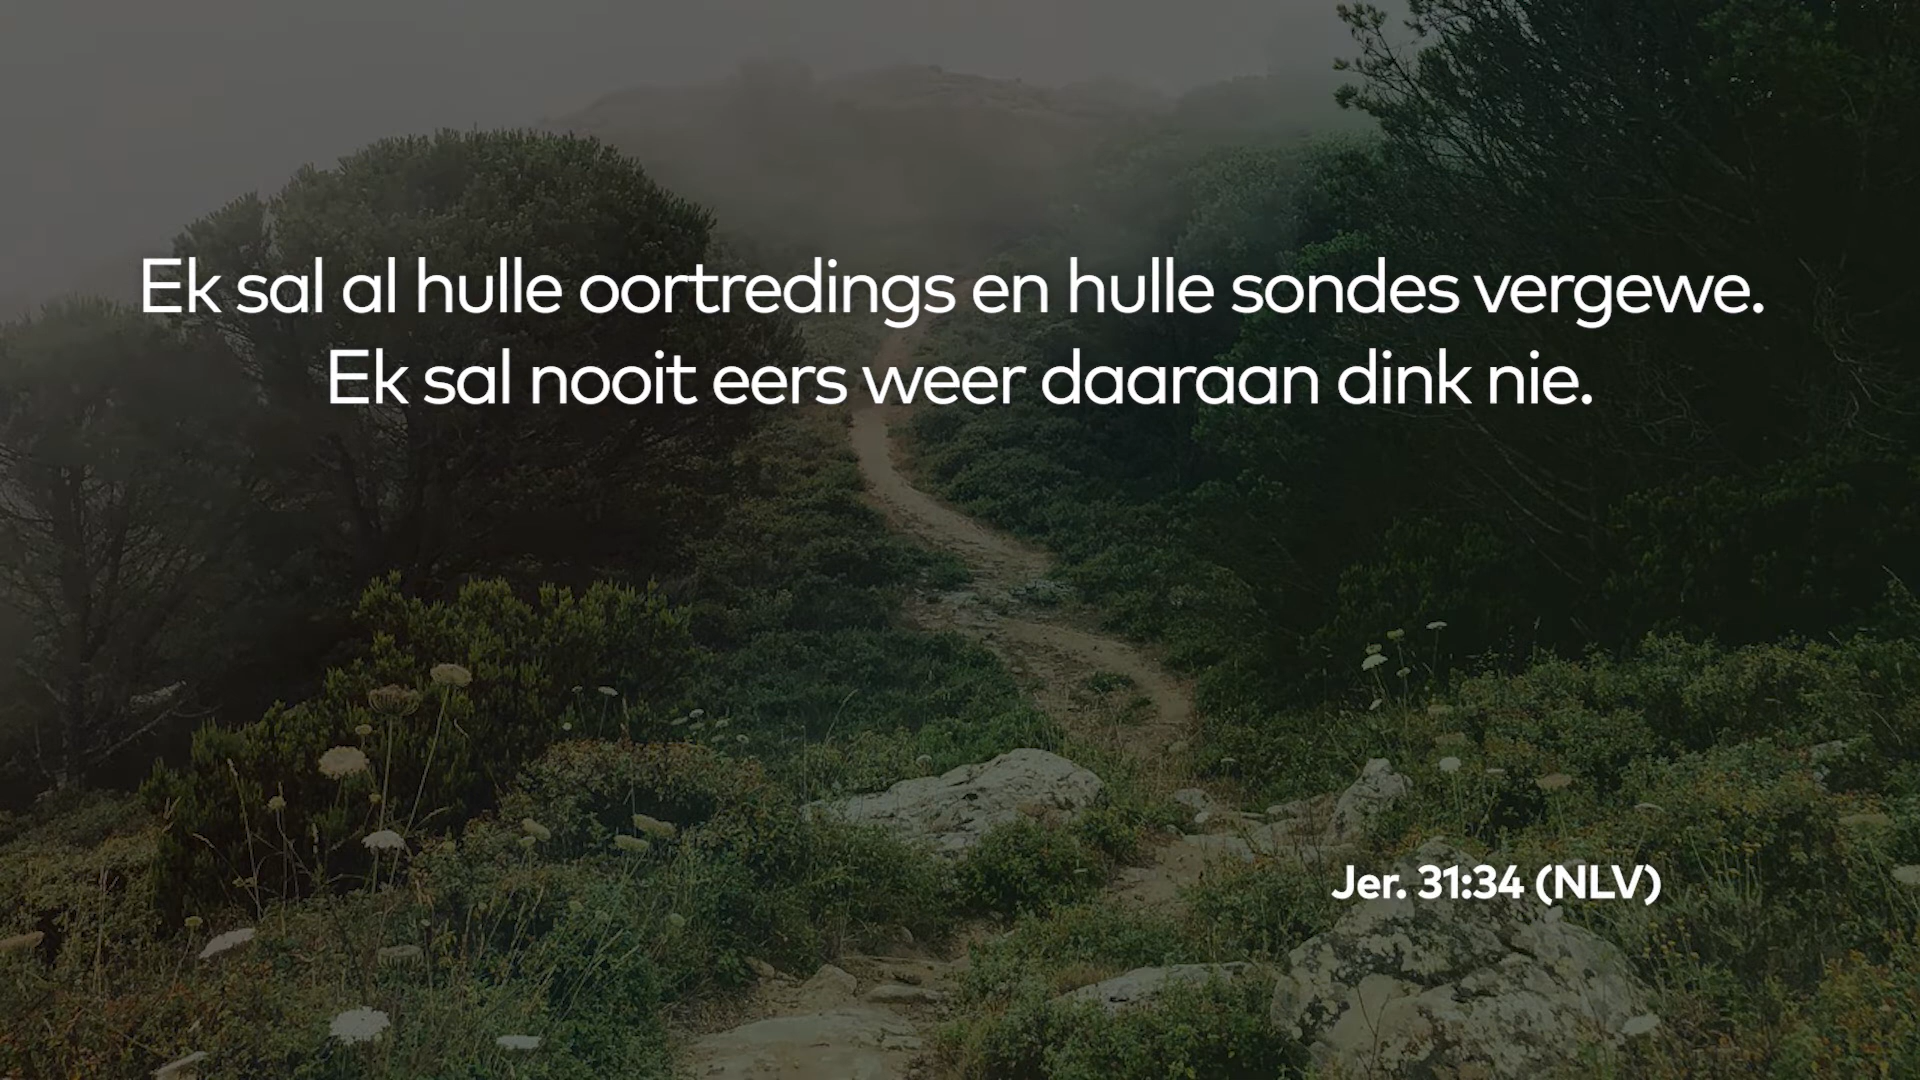 Ek sal al hulle oortredings en hulle sondes vergewe.
Ek sal nooit eers weer daaraan dink nie.
Jer. 31:34 (NLV)